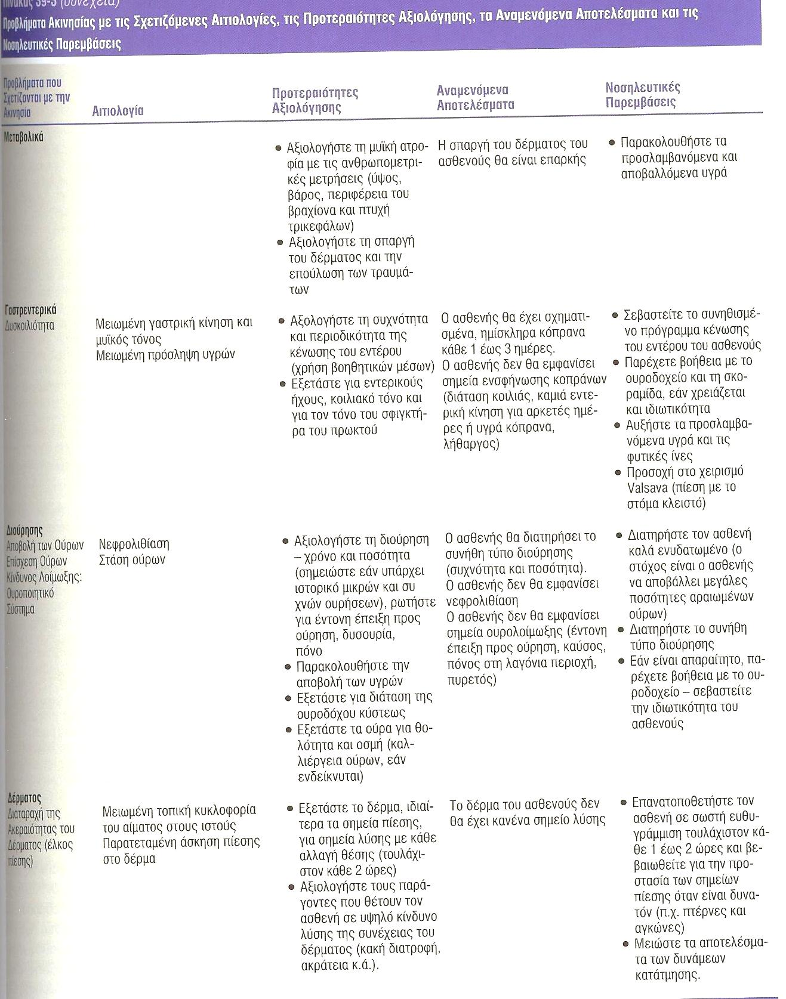 Πίνακας 39-3 (συνέχεια)
Προβλήματα Ακινησίας με τις Σχετιζόμενες Αιτιολογίες, τις Προτεραιότητες Αξιολόγησης, τα Αναμενόμενα Αποτελέσματα και τις
Νοσηλευτικές Παρεμβάσεις
Προβλήματα που
Σχετίζονται με την
Ακινησία
Αιτιολογία
Προτεραιότητες
Αξιολόγησης
Αναμενόμενα
Αποτελέσματα
Νοσηλευτικές
Παρεμβάσεις
Μεταβολικά
• Αξιολογήστε τη μυϊκή ατρο-
φία με τις ανθρωπομετρι-
κές μετρήσεις (ύψος,
βάρος, περιφέρεια του
βραχίονα και πτυχή
τρικεφάλων)
• Αξιολογήστε τη σπαργή
του δέρματος και την
επούλωση των τραυμά-
των
Η σπαργή του δέρματος του
ασθενούς θα είναι επαρκής
• Παρακολουθήστε τα
προσλαμβανόμενα και
αποβαλλόμενα υγρά
Γαστρεντερικά
Δυσκοιλιότητα
Μειωμένη γαστρική κίνηση και
μυϊκός τόνος
Μειωμένη πρόσληψη υγρών
• Αξολογήστε τη συχνότητα
και περιοδικότητα της
κένωσης του εντέρου
(χρήση βοηθητικών μέσων)
• Εξετάστε για εντερικούς
ήχους, κοιλιακό τόνο και
για τον τόνο του σφιγκτή-
ρα του πρωκτού
Ο ασθενής θα έχει σχηματι-
σμένα, ημίσκληρα κόπρανα
κάθε 1 έως 3 ημέρες.
Ο ασθενής δεν θα εμφανίσει
σημεία ενσφήνωσης κοπράνων
(διάταση κοιλιάς, καμιά εντε-
ρική κίνηση για αρκετές ημέ-
ρες ή υγρά κόπρανα,
λήθαργος)
• Σεβαστείτε το συνηθισμέ-
νο πρόγραμμα κένωσης
του εντέρου του ασθενούς
• Παρέχετε βοήθεια με το
ουροδοχείο και τη σκο-
ραμίδα, εάν χρειάζεται
και ιδιωτικότητα
• Αυξήστε τα προσλαμβα-
νόμενα υγρά και τις
φυτικές ίνες
• Προσοχή στο χειρισμό
Valsava (πίεση με το
στόμα κλειστό)
Διούρησης
Αποβολή των Ούρων
Επίσχεση Ούρων
Κίνδυνος Λοίμωξης:
Ουροποιητικό
Σύστημα
Νεφρολιθίαση
Στάση ούρων
• Αξιολογήστε τη διούρηση
– χρόνο και ποσότητα
(σημειώστε εάν υπάρχει
ιστορικό μικρών και συ
χνών ουρήσεων), ρωτήστε
για έντονη έπειξη προς
ούρηση, δυσουρία,
πόνο
• Παρακολουθήστε την
αποβολή των υγρών
• Εξετάστε για διάταση της
ουροδόχου κύστεως
• Εξετάστε τα ούρα για θο-
λότητα και οσμή (καλ-
λιέργεια ούρων, εάν
ενδείκνυται)
Ο ασθενής θα διατηρήσει το
συνήθη τύπο διούρησης
(συχνότητα και ποσότητα).
Ο ασθενής δεν θα εμφανίσει
νεφρολιθίαση
Ο ασθενής δεν θα εμφανίσει
σημεία ουρολοίμωξης (έντονη
έπειξη προς ούρηση, καύσος,
πόνος στη λαγόνια περιοχή,
πυρετός)
• Διατηρήστε τον ασθενή
καλά ενυδατωμένο (ο
στόχος είναι ο ασθενής
να αποβάλλει μεγάλες
ποσότητες αραιωμένων
ούρων)
• Διατηρήστε το συνήθη
τύπο διούρησης
• Εάν είναι απαραίτητο, πα-
ρέχετε βοήθεια με το ου-
ροδοχείο – σεβαστείτε
την ιδιωτικότητα του
ασθενούς
Δέρματος
Διαταραχή της
Ακεραιότητας του
Δέρματος (έλκος
πίεσης)
Μειωμένη τοπική κυκλοφορία
του αίματος στους ιστούς
Παρατεταμένη άσκηση πίεσης
στο δέρμα
• Εξετάστε το δέρμα, ιδιαί-
τερα τα σημεία πίεσης,
για σημεία λύσης με κάθε
αλλαγή θέσης (τουλάχι-
στον κάθε 2 ώρες)
• Αξιολογήστε τους παρά-
γοντες που θέτουν τον
ασθενή σε υψηλό κίνδυνο
λύσης της συνέχειας του
δέρματος (κακή διατροφή,
ακράτεια κ.ά.).
Το δέρμα του ασθενούς δεν
θα έχει κανένα σημείο λύσης
• Επανατοποθετήστε τον
ασθενή σε σωστή ευθυ-
γράμμιση τουλάχιστον κά-
θε 1 έως 2 ώρες και βε-
βαιωθείτε για την προ-
στασία των σημείων
πίεσης όταν είναι δυνα-
τόν (π.χ. πτέρνες και
αγκώνες)
• Μειώστε τα αποτελέσμα-
τα των δυνάμεων
κατάτμησης.